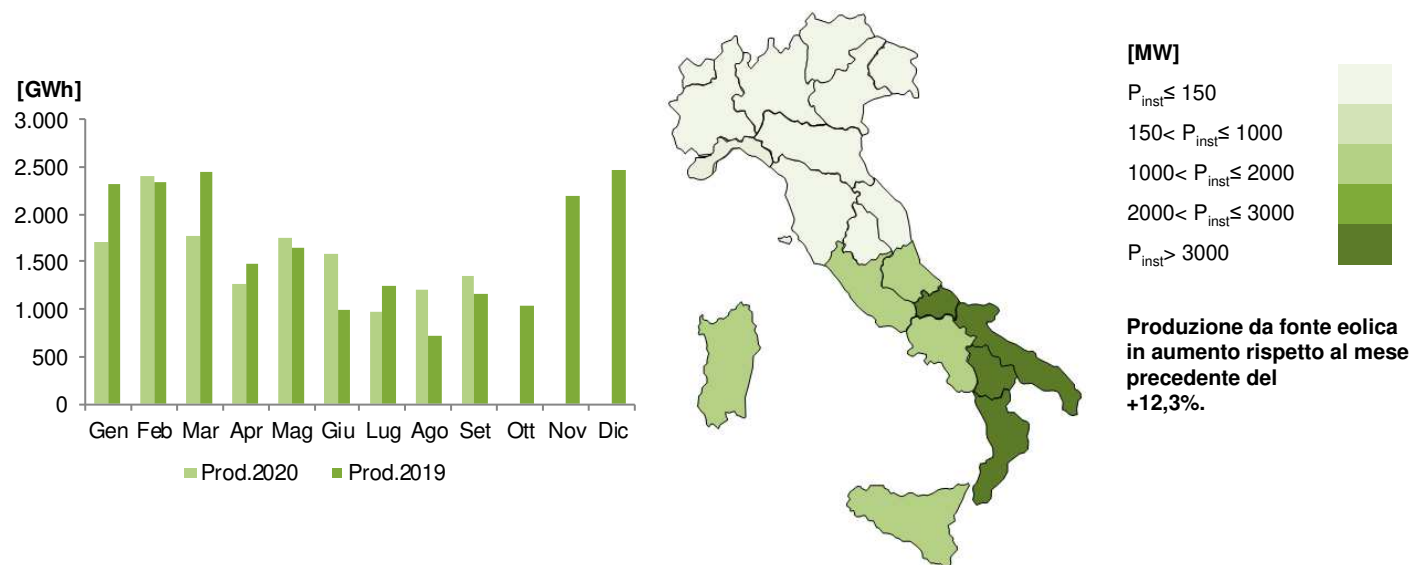 [GWh]
3.000
2.500
2.000
1.500
1.000
500
0
Gen Feb Mar Apr Mag Giu Lug Ago Set Ott Nov Dic
Prod.2020 Prod.2019
[MW]
Pinst≤ 150
150< Pinst≤ 1000
1000< Pinst≤ 2000
2000< Pinst≤ 3000
Pinst> 3000
Produzione da fonte eolica
in aumento rispetto al mese
precedente del
+12,3%.